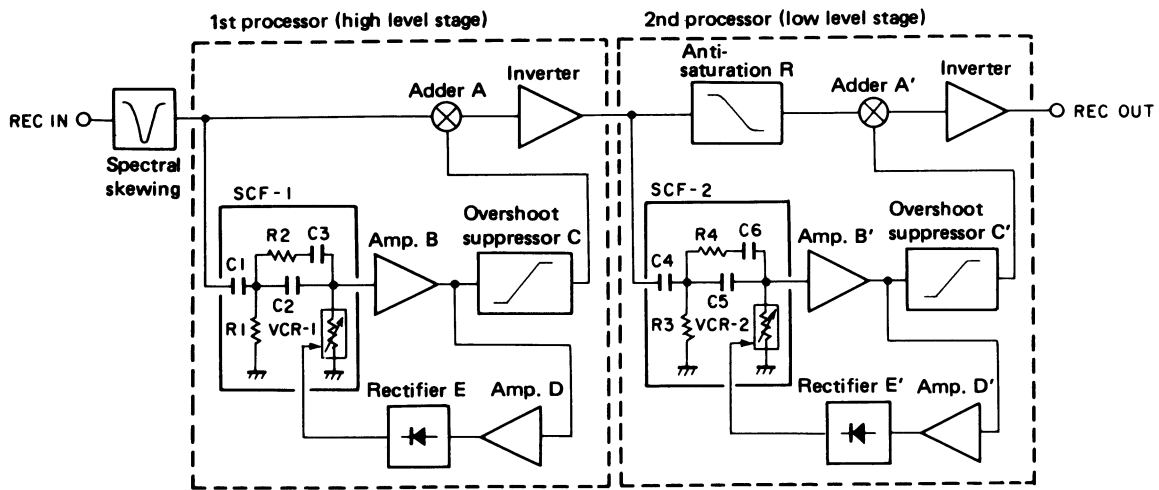 1st processor (high level stage)
2nd processor (low level stage)
REC IN
Spectral
skewing
Adder A
Inverter
Anti-
saturation R
Adder A′
Inverter
REC OUT
SCF-1
C1
R2
C3
C2
R1
VCR-1
Amp. B
Overshoot
suppressor C
Rectifier E
Amp. D
SCF-2
C4
R4
C6
C5
R3
VCR-2
Amp. B′
Overshoot
suppressor C′
Rectifier E′
Amp. D′